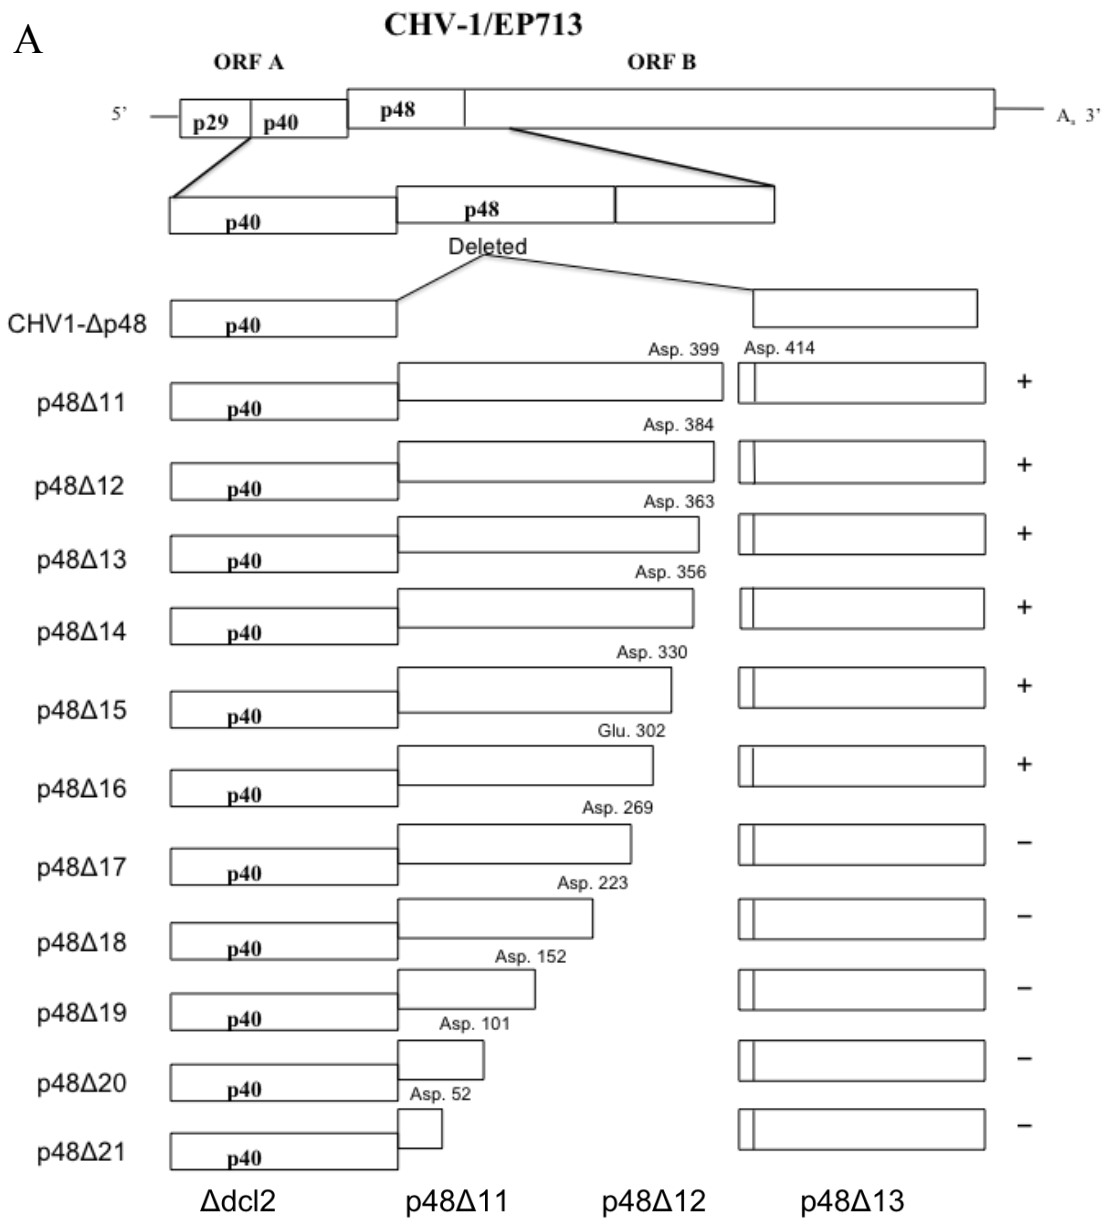 A
CHV-1/EP713
ORF A ORF B
5' p29 p40 p48 Aₙ 3'
p40 p48
Deleted
CHV1-Δp48 p40
Asp. 399 Asp. 414
p48Δ11 p40 +
Asp. 384
p48Δ12 p40 +
Asp. 363
p48Δ13 p40 +
Asp. 356
p48Δ14 p40 +
Asp. 330
p48Δ15 p40 +
Glu. 302
p48Δ16 p40 +
Asp. 269
p48Δ17 p40 −
Asp. 223
p48Δ18 p40 −
Asp. 152
p48Δ19 p40 −
Asp. 101
p48Δ20 p40 −
Asp. 52
p48Δ21 p40 −
Δdcl2 p48Δ11 p48Δ12 p48Δ13